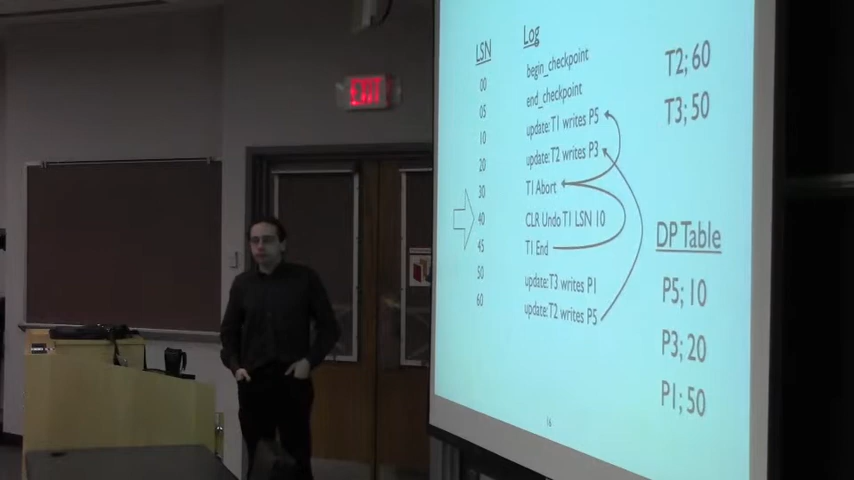 EXIT
LSN Log
00 begin_checkpoint
05 end_checkpoint
10 update: T1 writes P5
20 update: T2 writes P3
30 T1 Abort
40 CLR Undo T1 LSN 10
45 T1 End
50 update: T3 writes P1
60 update: T2 writes P5
T2; 60
T3; 50
DP Table
P5; 10
P3; 20
P1; 50
16